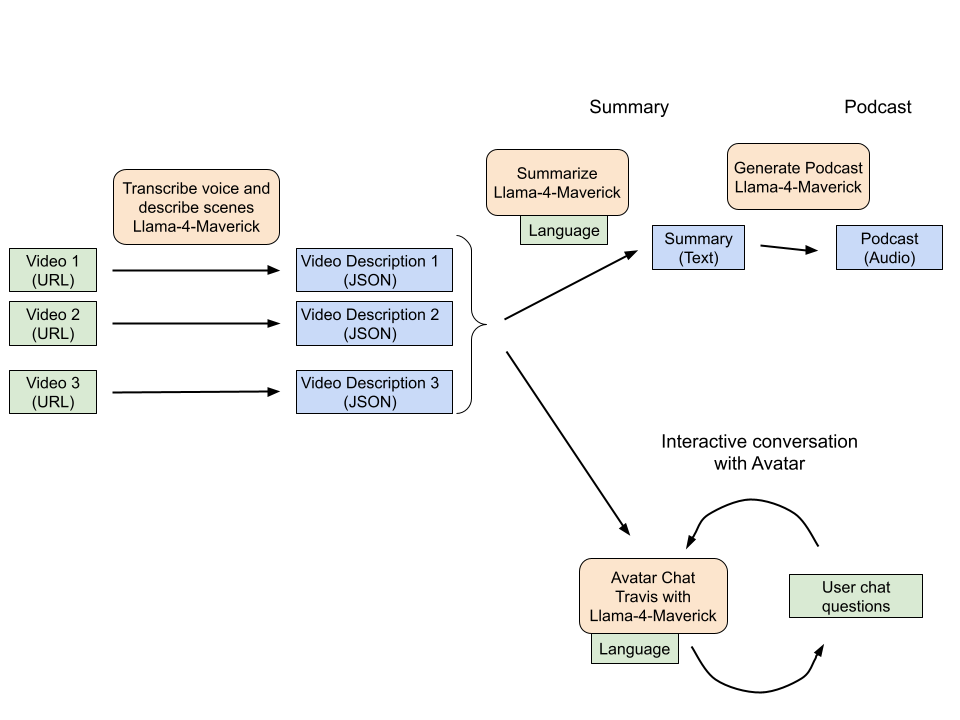 Summary
Podcast
Transcribe voice and
describe scenes
Llama-4-Maverick
Summarize
Llama-4-Maverick
Language
Generate Podcast
Llama-4-Maverick
Video 1
(URL)
Video Description 1
(JSON)
Summary
(Text)
Podcast
(Audio)
Video 2
(URL)
Video Description 2
(JSON)
Video 3
(URL)
Video Description 3
(JSON)
Interactive conversation
with Avatar
Avatar Chat
Travis with
Llama-4-Maverick
Language
User chat
questions